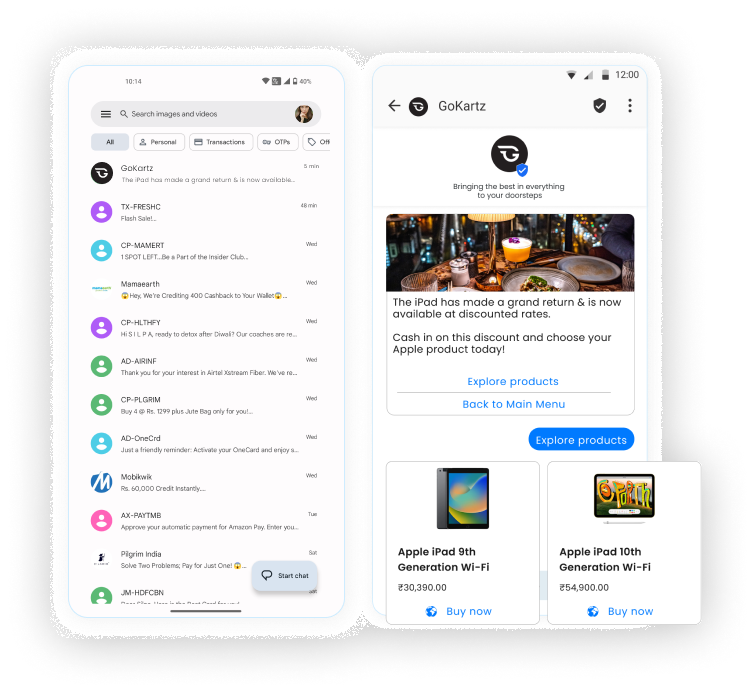 10:14
40%
Search images and videos
All
Personal
Transactions
OTPs
Off
GoKartz
5 min
The iPad has made a grand return & is now available...
TX-FRESHC
48 min
Flash Sale!...
CP-MAMERT
Wed
1 SPOT LEFT...Be a Part of the Insider Club...
Mamaearth
Wed
😱Hey, We're Crediting 400 Cashback to Your Wallet😱...
CP-HLTHFY
Wed
Hi S I L P A, ready to detox after Diwali? Our coaches are re...
AD-AIRINF
Wed
Thank you for your interest in Airtel Xstream Fiber. We've re...
CP-PLGRIM
Wed
Buy 4 @ Rs. 1299 plus Jute Bag only for you!...
AD-OneCrd
Wed
Just a friendly reminder: Activate your OneCard and enjoy s...
Mobikwik
Wed
Rs. 60,000 Credit Instantly...
AX-PAYTMB
Tue
Approve your automatic payment for Amazon Pay. Enter you...
Pilgrim India
Sat
Solve Two Problems; Pay for Just One! 😱...
Start chat
JM-HDFCBN
Sat
12:00
GoKartz
Bringing the best in everything
to your doorsteps
The iPad has made a grand return & is now
available at discounted rates.
Cash in on this discount and choose your
Apple product today!
Explore products
Back to Main Menu
Explore products
Apple iPad 9th
Generation Wi-Fi
₹30,390.00
Buy now
Apple iPad 10th
Generation Wi-Fi
₹54,900.00
Buy now